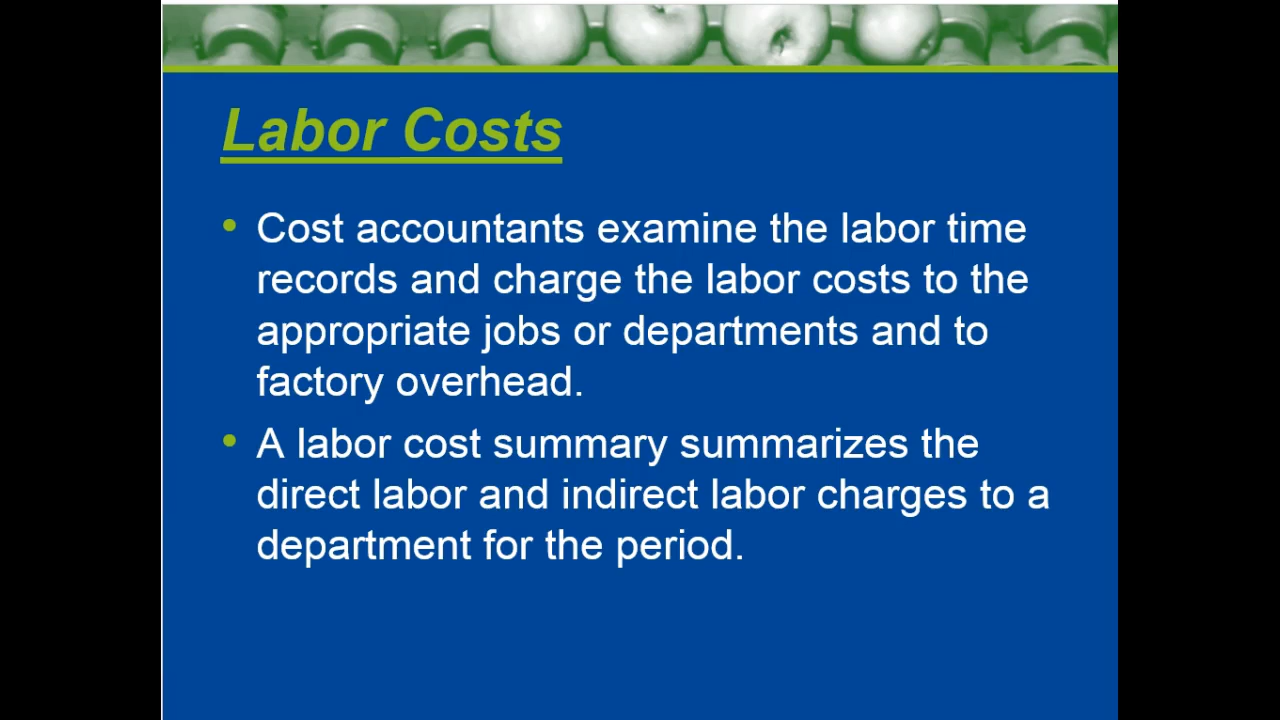 Labor Costs
• Cost accountants examine the labor time
records and charge the labor costs to the
appropriate jobs or departments and to
factory overhead.
• A labor cost summary summarizes the
direct labor and indirect labor charges to a
department for the period.